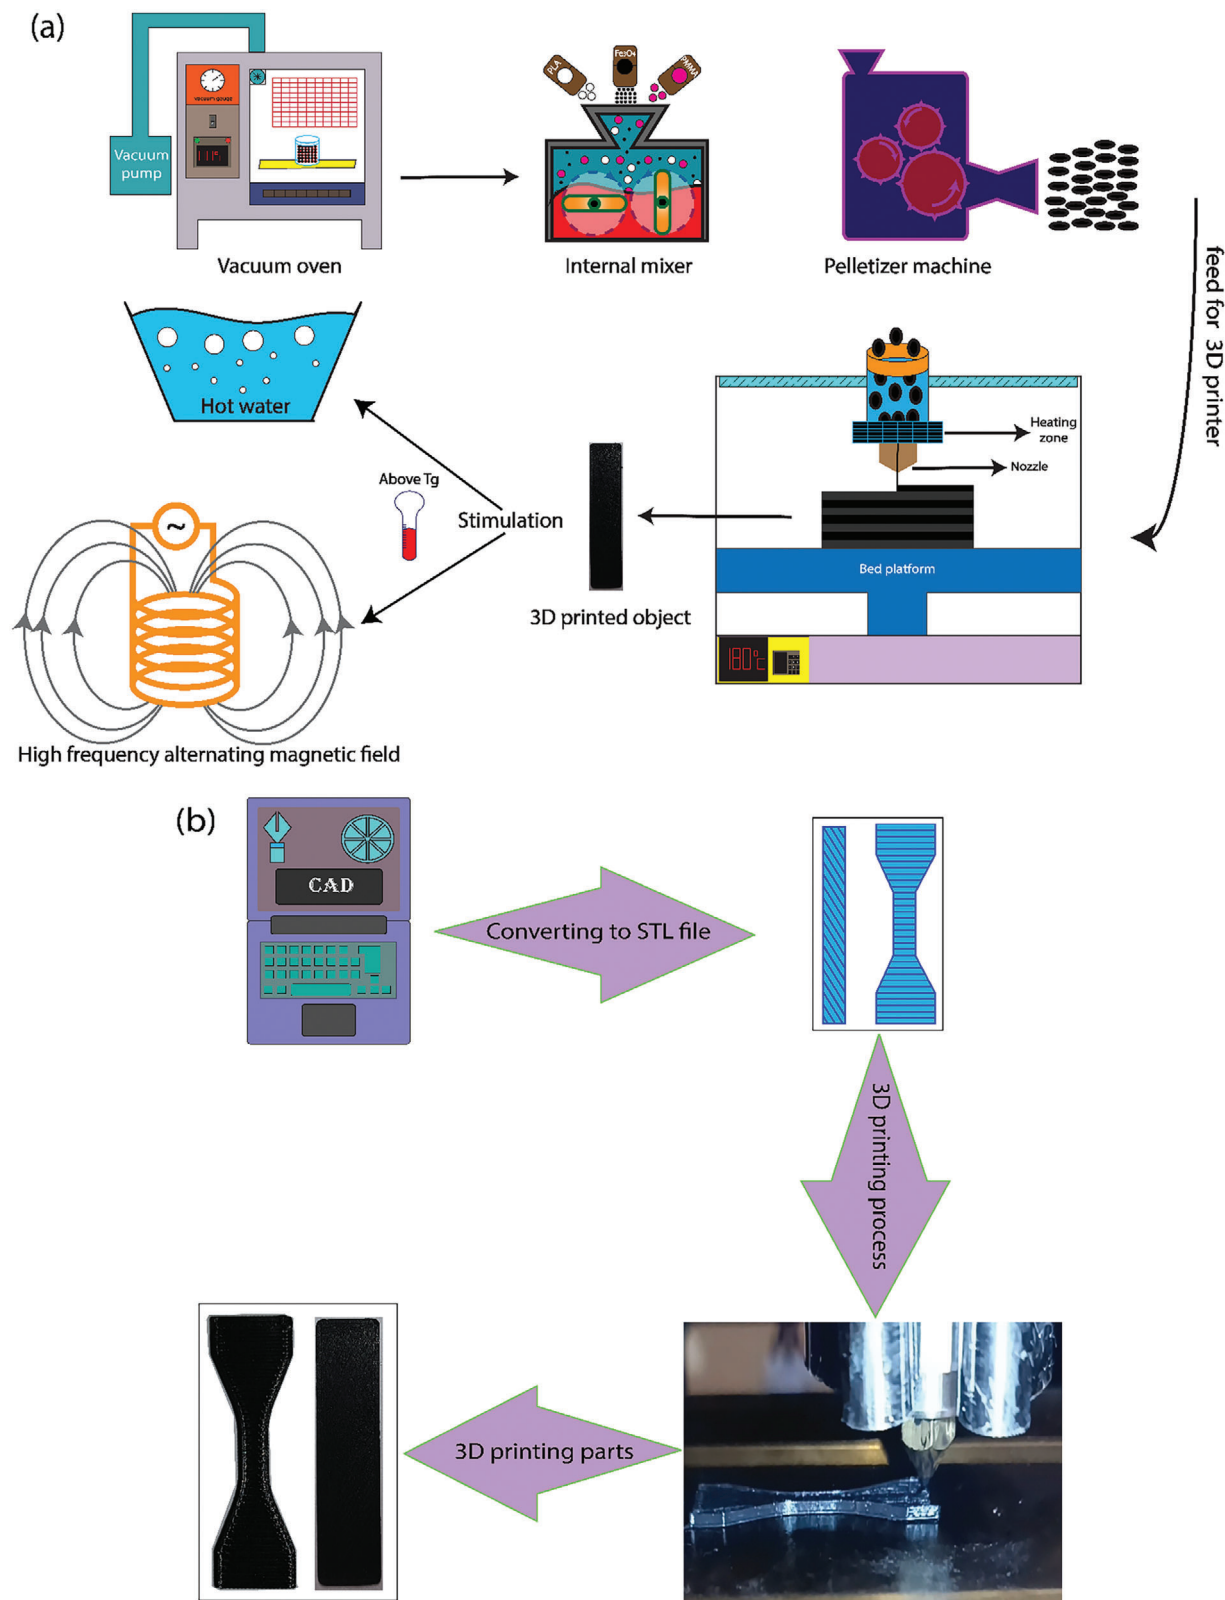 (a)
vacuum gauge
Vacuum
pump
Vacuum oven
PLA
Fe₃O₄
PMMA
Internal mixer
Pelletizer machine
feed for 3D printer
Hot water
Above Tg
Stimulation
High frequency alternating magnetic field
3D printed object
Heating
zone
Nozzle
Bed platform
180°c
(b)
CAD
Converting to STL file
3D printing process
3D printing parts